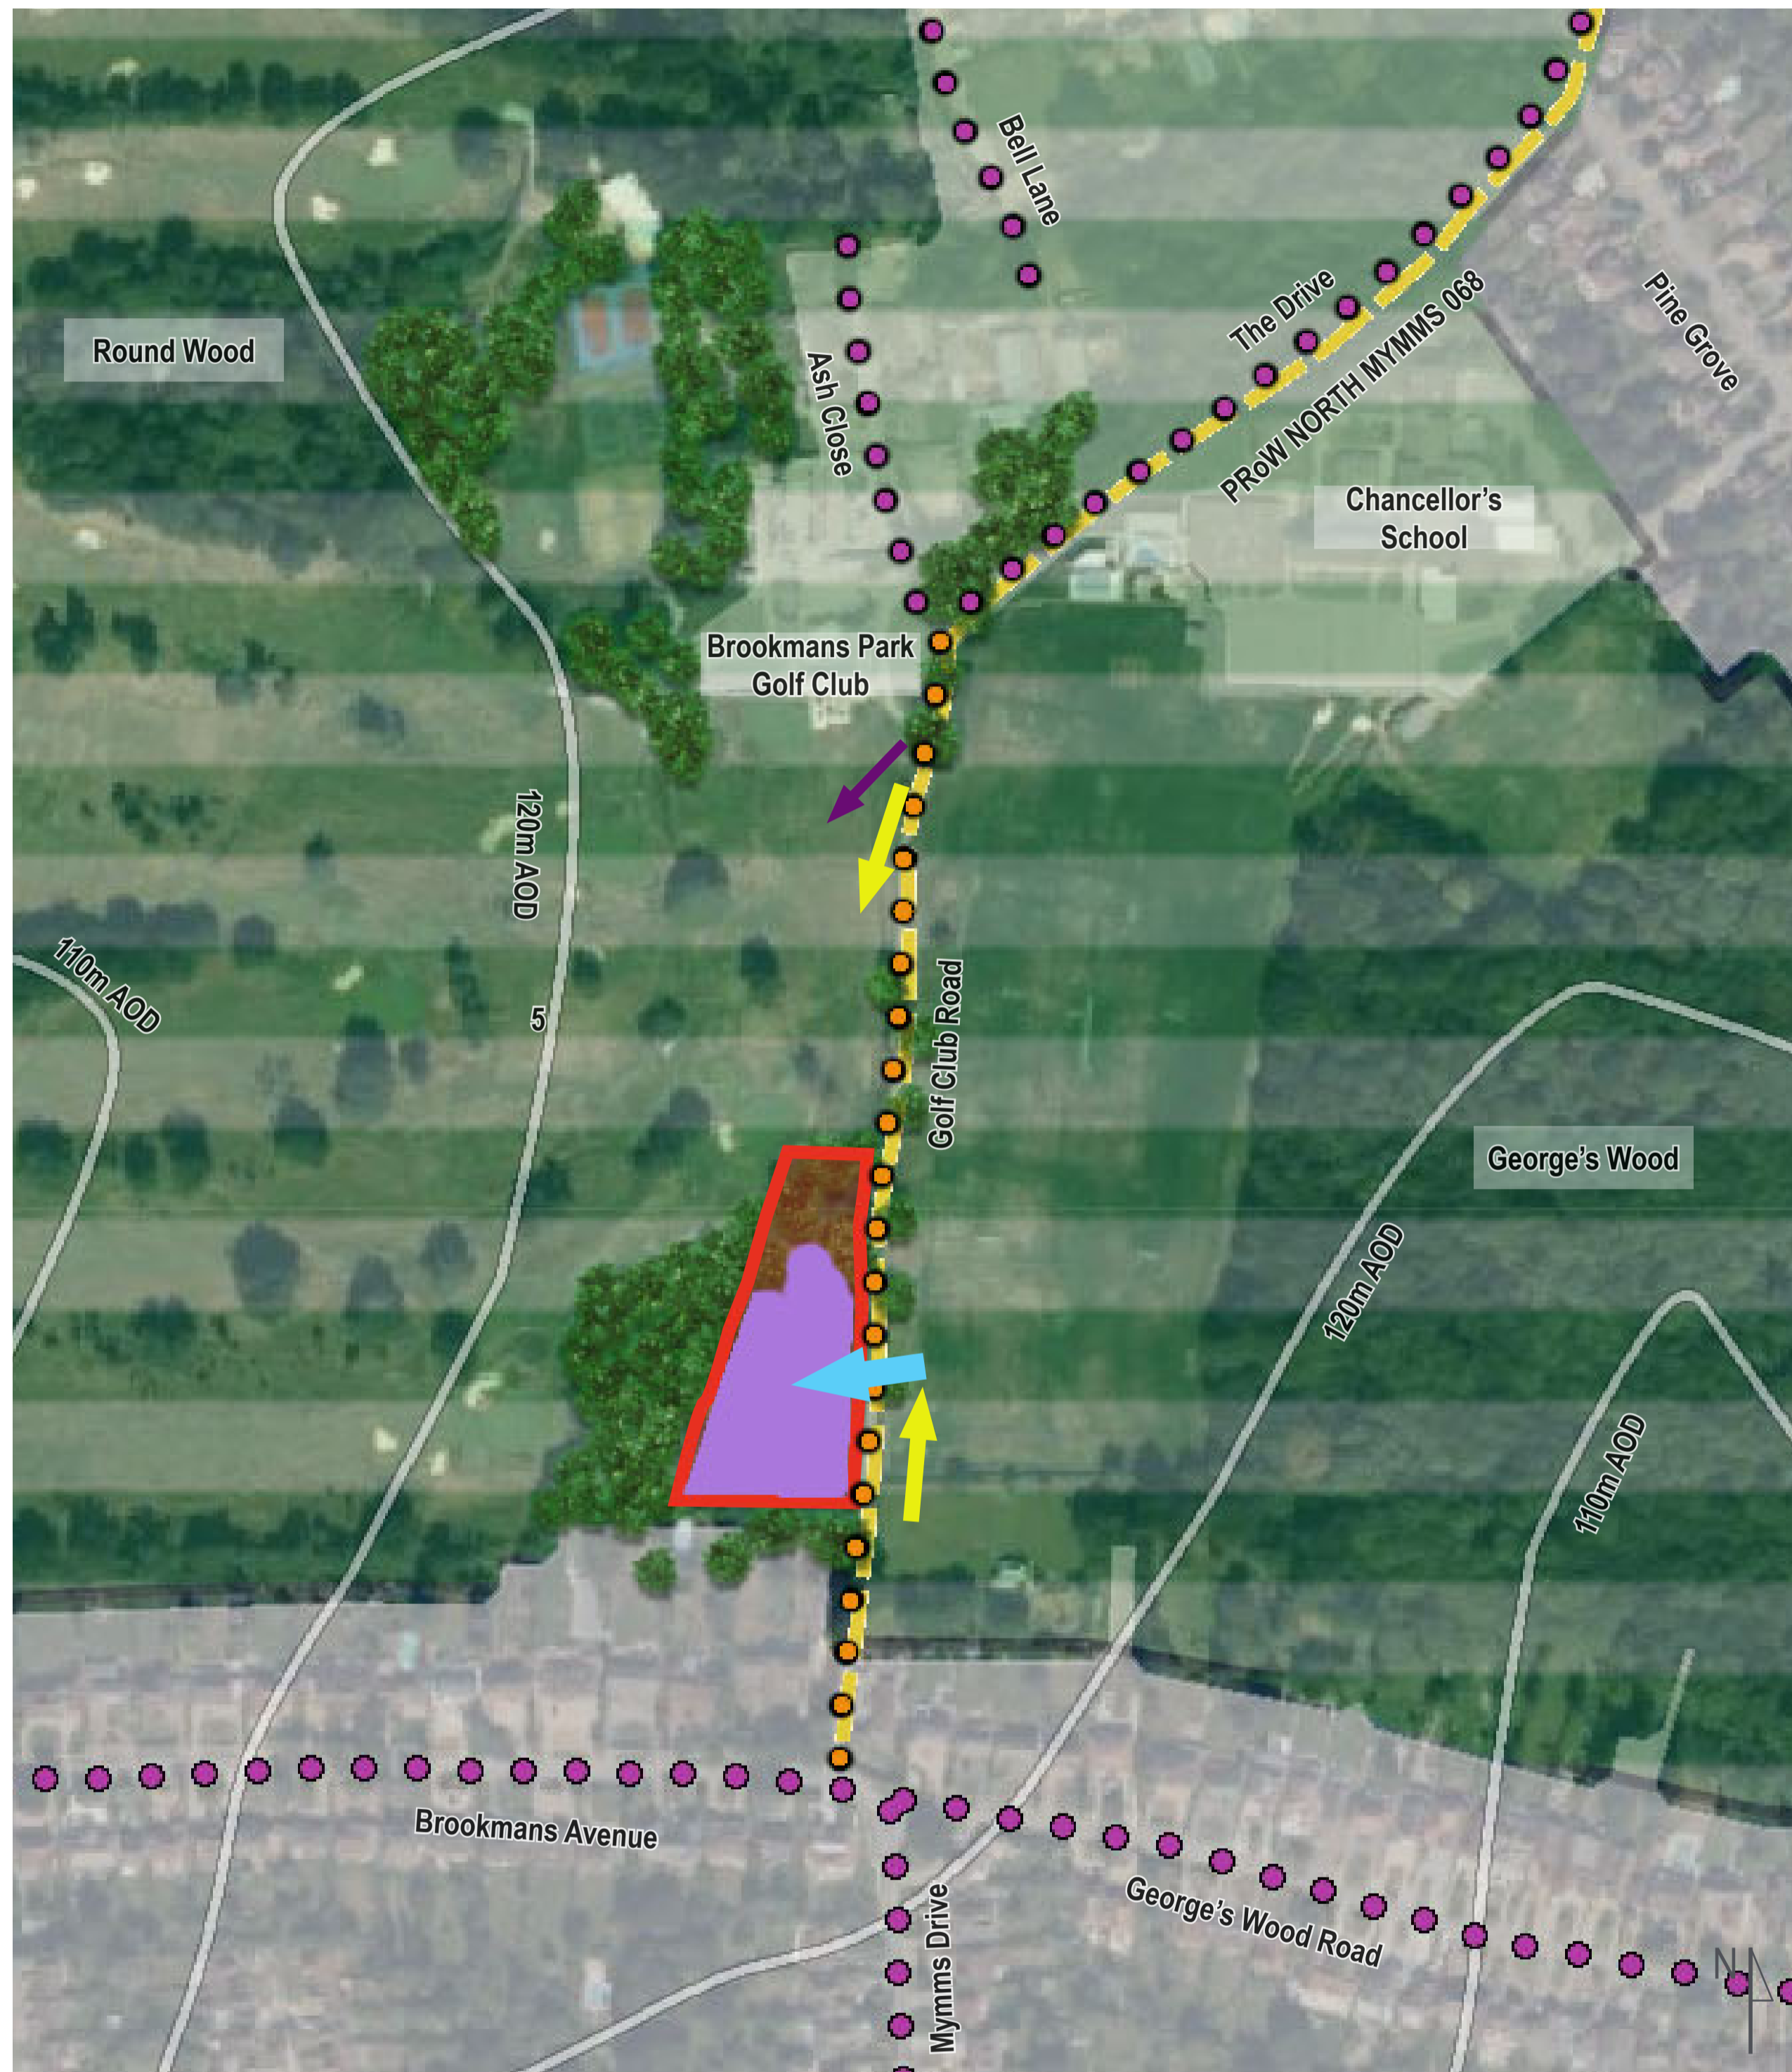 Bell Lane
The Drive
PRoW NORTH MYMMS 068
Pine Grove
Round Wood
Ash Close
Chancellor’s
School
Brookmans Park
Golf Club
120m AOD
110m AOD
5
Golf Club Road
George’s Wood
120m AOD
110m AOD
Brookmans Avenue
George’s Wood Road
Mymms Drive
N